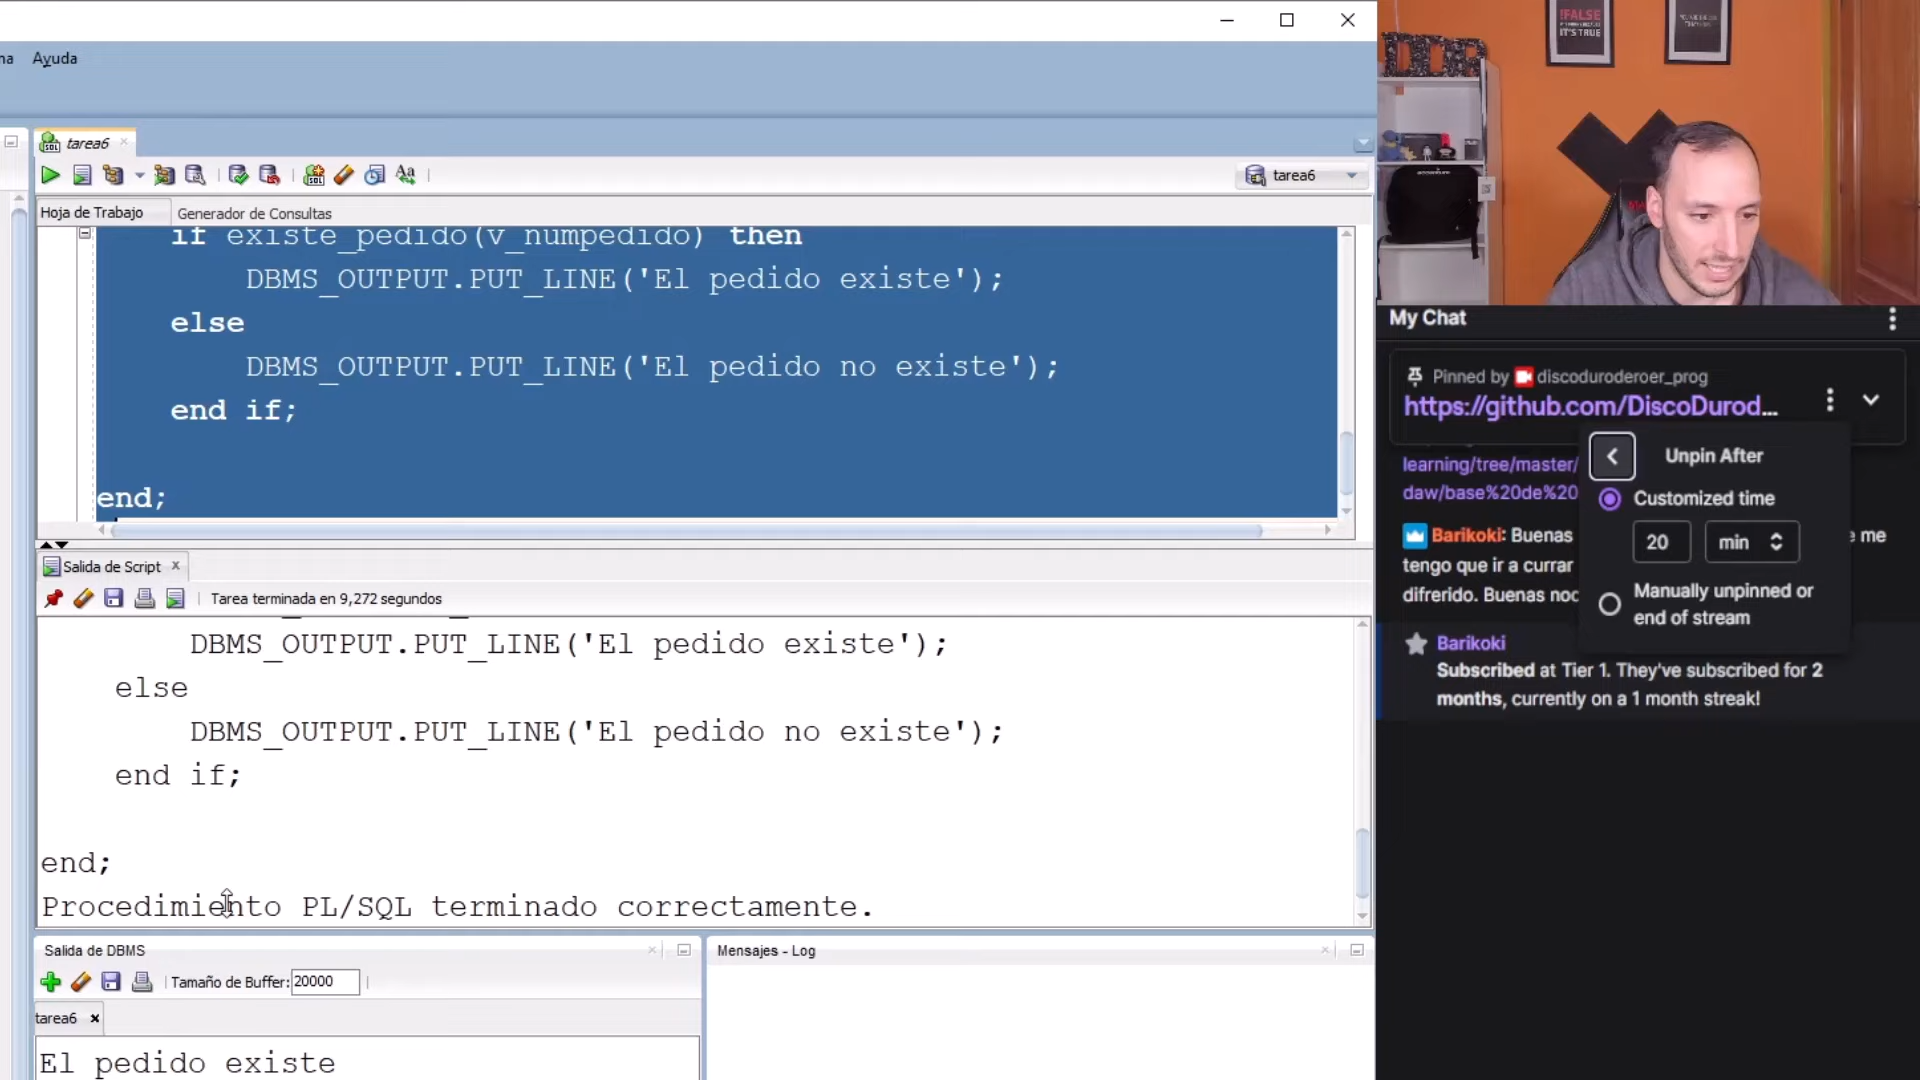 na Ayuda
tarea6
tarea6
Hoja de Trabajo Generador de Consultas
if existe_pedido(v_numpedido) then
DBMS_OUTPUT.PUT_LINE('El pedido existe');
else
DBMS_OUTPUT.PUT_LINE('El pedido no existe');
end if;
end;
Salida de Script
Tarea terminada en 9,272 segundos
DBMS_OUTPUT.PUT_LINE('El pedido existe');
else
DBMS_OUTPUT.PUT_LINE('El pedido no existe');
end if;
end;
Procedimiento PL/SQL terminado correctamente.
Salida de DBMS
Tamaño de Buffer: 20000
tarea6
El pedido existe
Mensaje​s - Log
!FALSE
IT'S TRUE
My Chat
Pinned by discoduroderoer_prog
https://github.com/DiscoDurod...
learning/tree/master/
daw/base%20de%20
Barikoki: Buenas e me
tengo que ir a currar
difrerido. Buenas noc
Unpin After
Customized time
20 min
Manually unpinned or
end of stream
Barikoki
Subscribed at Tier 1. They've subscribed for 2
months, currently on a 1 month streak!